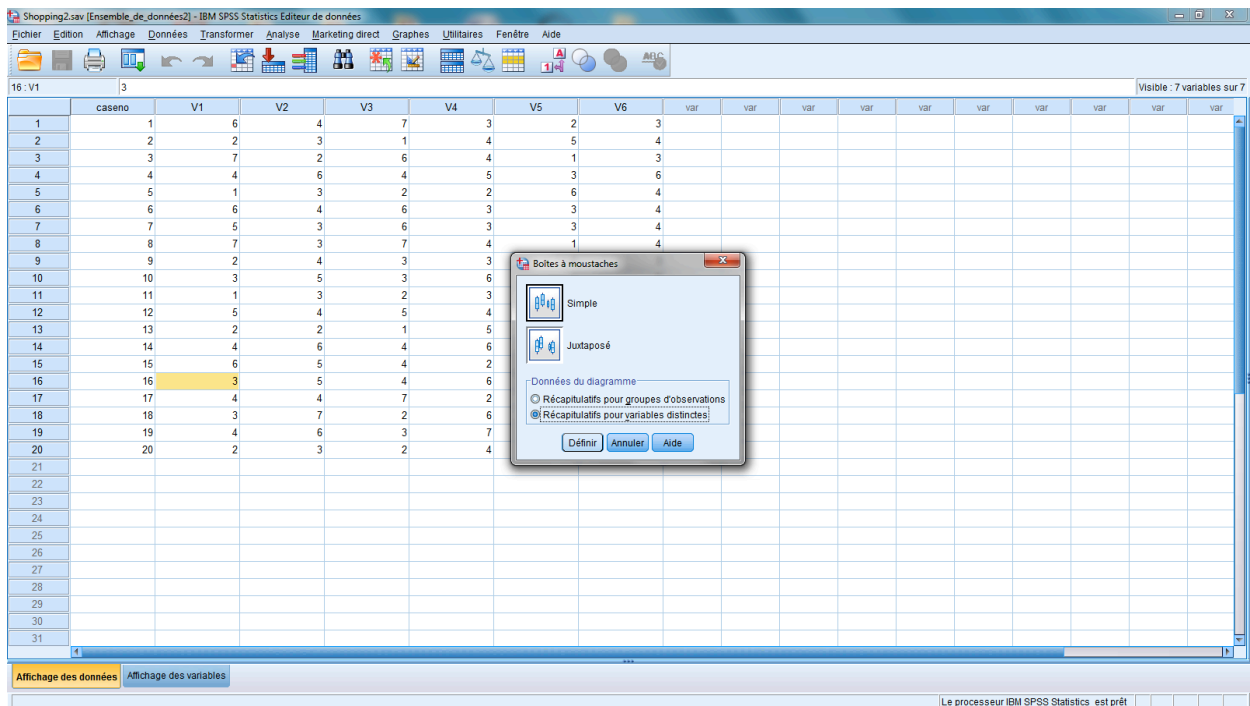 Shopping2.sav [Ensemble_de_données2] - IBM SPSS Statistics Editeur de données
Fichier Edition Affichage Données Transformer Analyse Marketing direct Graphes Utilitaires Fenêtre Aide
16 : V1 3 Visible : 7 variables sur 7
caseno V1 V2 V3 V4 V5 V6 var var var var var var var var
1 1 6 4 7 3 2 3
2 2 2 3 1 4 5 4
3 3 7 2 6 4 1 3
4 4 4 6 4 5 3 6
5 5 1 3 2 2 6 4
6 6 6 4 6 3 3 4
7 7 5 3 6 3 3 4
8 8 7 3 7 4 1 4
9 9 2 4 3 3
10 10 3 5 3 6
11 11 1 3 2 3
12 12 5 4 5 4
13 13 2 2 1 5
14 14 4 6 4 6
15 15 6 5 4 2
16 16 3 5 4 6
17 17 4 4 7 2
18 18 3 7 2 6
19 19 4 6 3 7
20 20 2 3 2 4
21
22
23
24
25
26
27
28
29
30
31
Boîtes à moustaches
Simple
Juxtaposé
Données du diagramme
Récapitulatifs pour groupes d'observations
Récapitulatifs pour variables distinctes
Définir Annuler Aide
Affichage des données Affichage des variables
Le processeur IBM SPSS Statistics est prêt